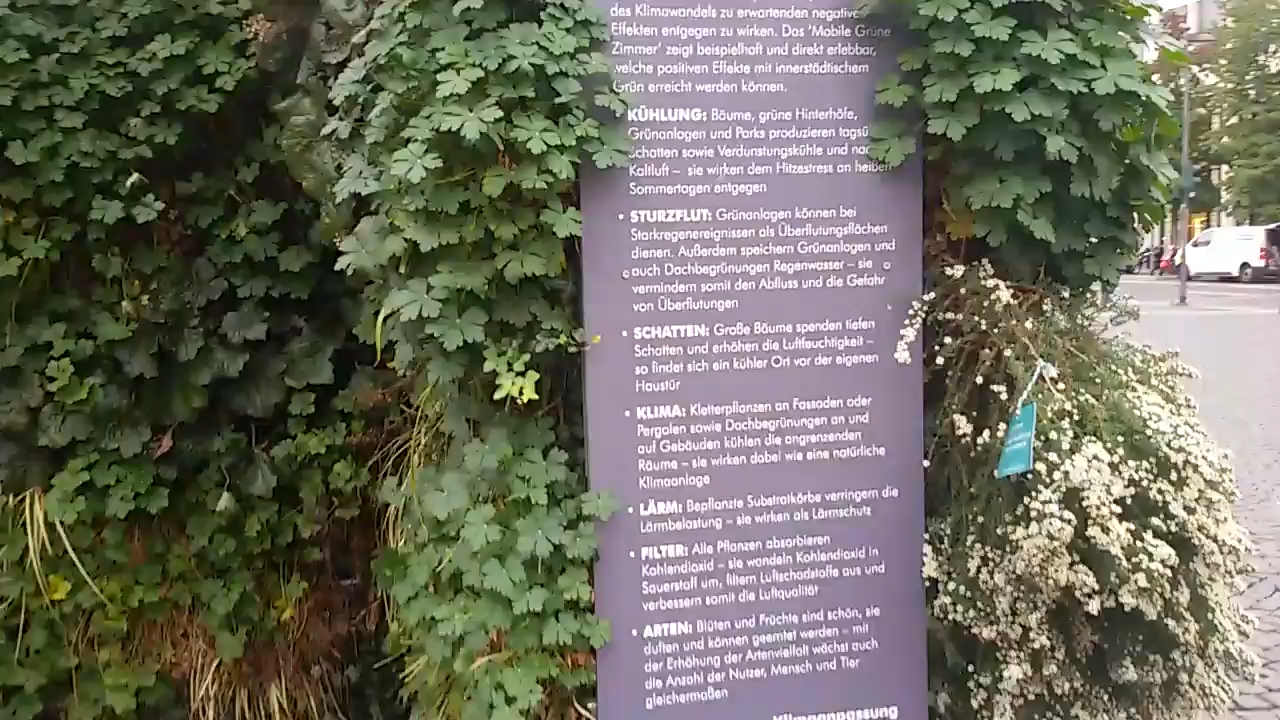 des Klimawandels zu erwartenden negative
Effekten entgegen zu wirken. Das 'Mobile Grüne
Zimmer' zeigt beispielhaft und direkt erlebbar,
welche positiven Effekte mit innerstädtischem
Grün erreicht werden können.
KÜHLUNG: Bäume, grüne Hinterhöfe,
Grünanlagen und Parks produzieren tagsü
Schatten sowie Verdunstungskühle und
Kaltluft – sie wirken dem Hitzestress an heißen
Sommertagen entgegen
• STURZFLUT: Grünanlagen können bei
Starkregenereignissen als Überflutungsflächen
dienen. Außerdem speichern Grünanlagen und
auch Dachbegrünungen Regenwasser – sie
vermindern somit den Abfluss und die Gefahr
von Überflutungen
• SCHATTEN: Große Bäume spenden tiefen
Schatten und erhöhen die Luftfeuchtigkeit –
so findet sich ein kühler Ort vor der eigenen
Haustür
• KLIMA: Kletterpflanzen an Fassaden oder
Pergolen sowie Dachbegrünungen an und
auf Gebäuden kühlen die angrenzenden
Räume – sie wirken dabei wie eine natürliche
Klimaanlage
• LÄRM: Bepflanzte Substratkörbe verringern die
Lärmbelastung – sie wirken als Lärmschutz
• FILTER: Alle Pflanzen absorbieren
Kohlendioxid – sie wandeln Kohlendioxid in
Sauerstoff um, filtern Luftschadstoffe aus und
verbessern somit die Luftqualität
• ARTEN: Blüten und Früchte sind schön, sie
duften und können geerntet werden – mit
der Erhöhung der Artenvielfalt wächst auch
die Anzahl der Nutzer, Mensch und Tier
gleichermaßen
Klimaanpassung